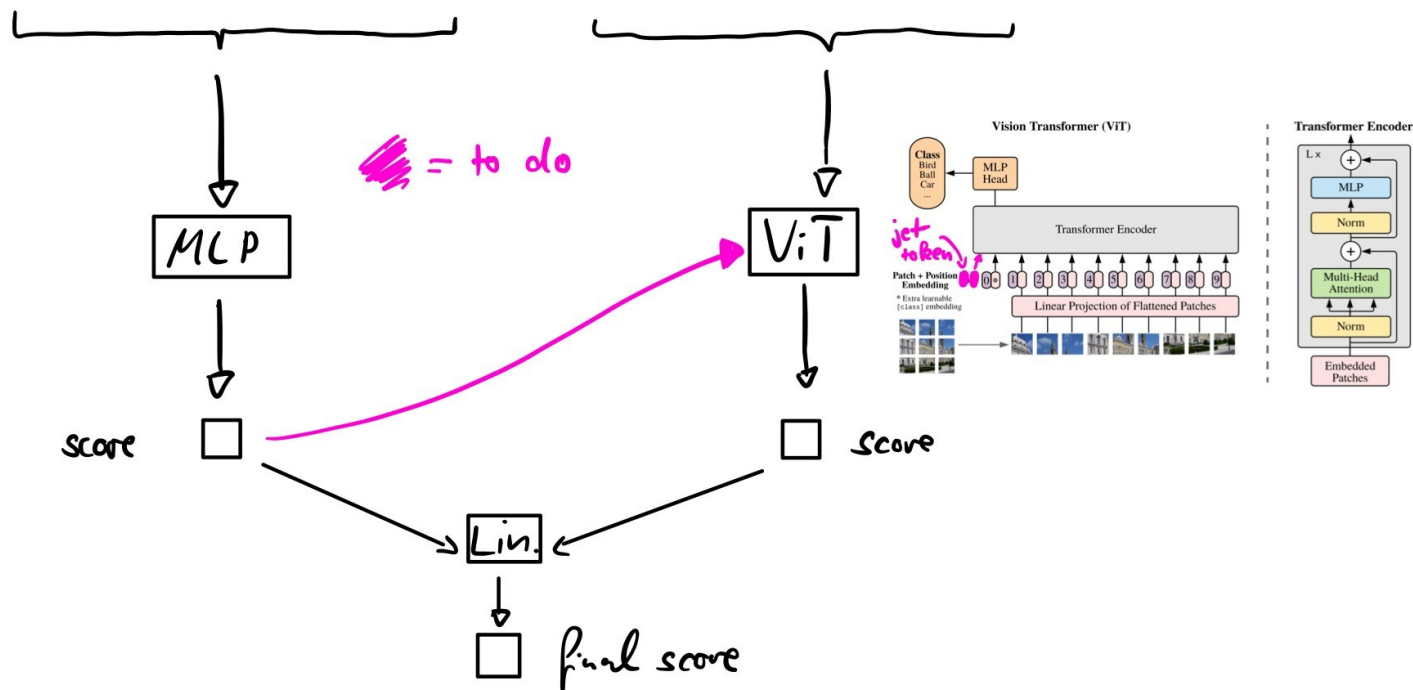 = to do
MLP
ViT
score
score
Lin.
final score
Vision Transformer (ViT)
Class
Bird
Ball
Car
...
MLP
Head
Transformer Encoder
jet
token
Patch + Position
Embedding
* Extra learnable
[class] embedding
0 * 1 2 3 4 5 6 7 8 9
Linear Projection of Flattened Patches
Transformer Encoder
L x
+
MLP
Norm
+
Multi-Head
Attention
Norm
Embedded
Patches